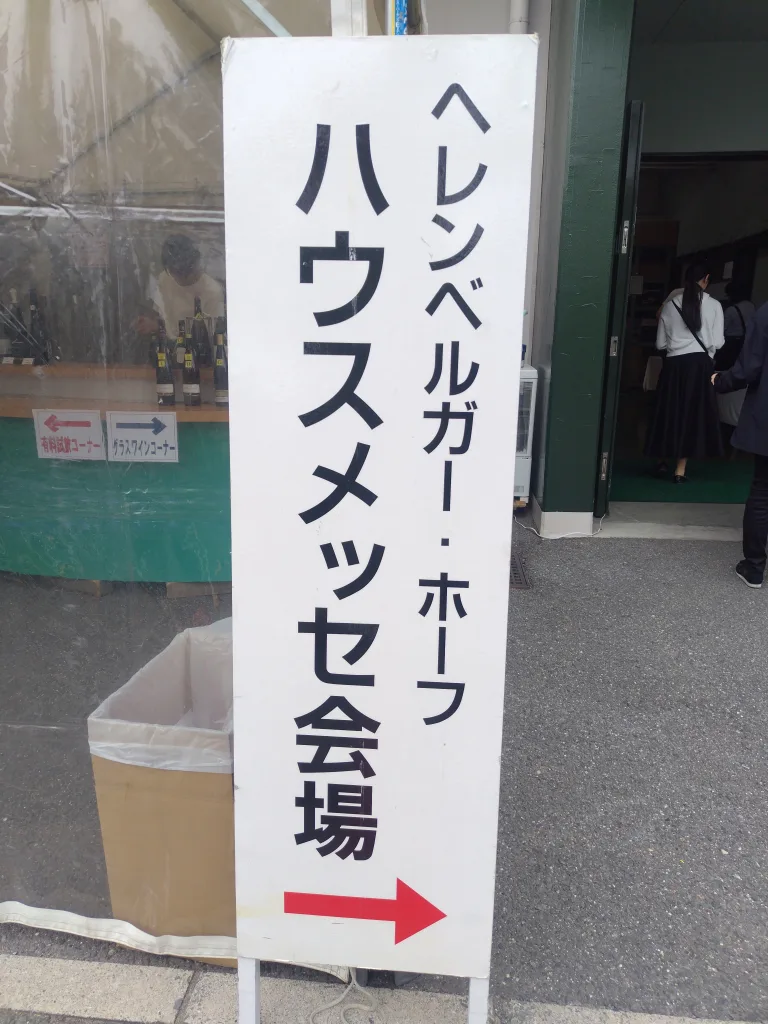 ヘレンベルガー・ホーフ
ハウスメッセ会場
有料試飲コーナー
グラスワインコーナー